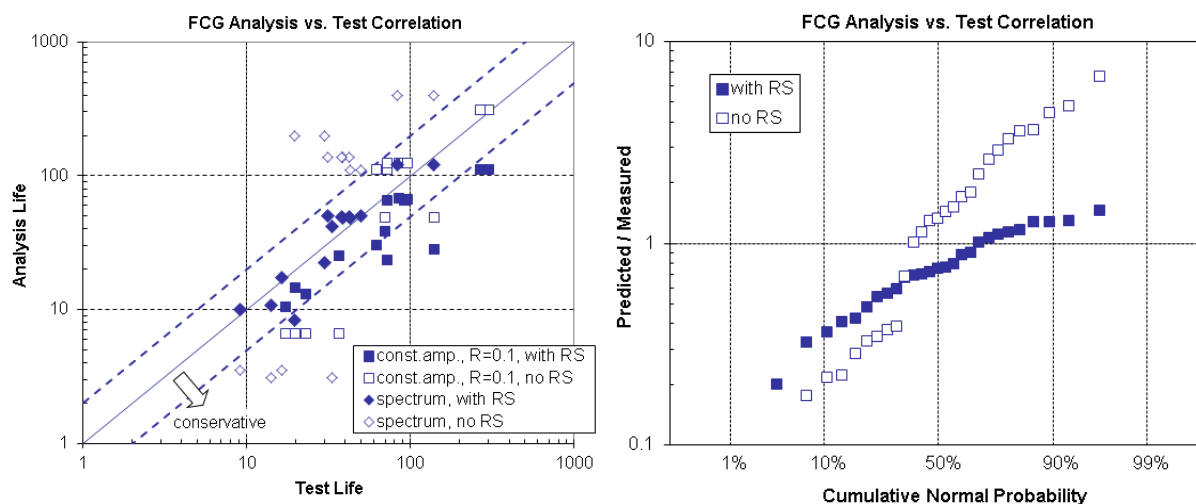 FCG Analysis vs. Test Correlation
1000
100
10
1
Analysis Life
1
10
100
1000
Test Life
conservative
const.amp., R=0.1, with RS
const.amp., R=0.1, no RS
spectrum, with RS
spectrum, no RS
FCG Analysis vs. Test Correlation
10
1
0.1
Predicted / Measured
with RS
no RS
1%
10%
50%
90%
99%
Cumulative Normal Probability